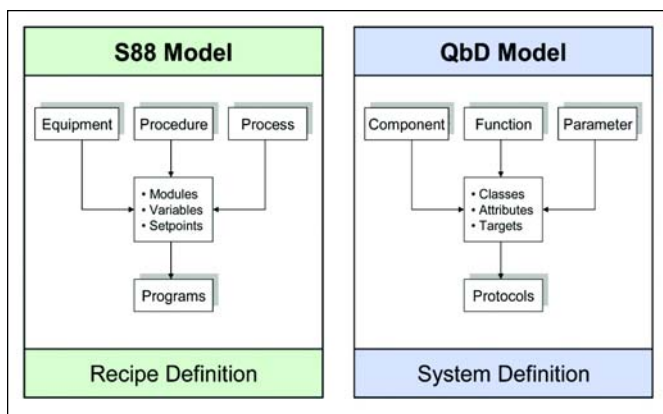 S88 Model
Equipment
Procedure
Process
• Modules
• Variables
• Setpoints
Programs
Recipe Definition
QbD Model
Component
Function
Parameter
• Classes
• Attributes
• Targets
Protocols
System Definition